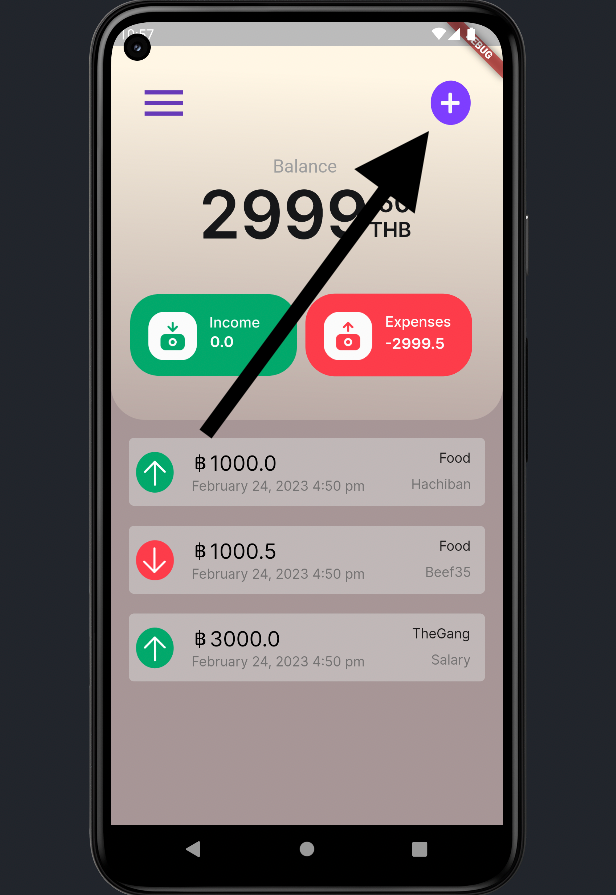 10:57
Balance
2999
THB
Income
0.0
Expenses
-2999.5
฿ 1000.0
February 24, 2023 4:50 pm
Food
Hachiban
฿ 1000.5
February 24, 2023 4:50 pm
Food
Beef35
฿ 3000.0
February 24, 2023 4:50 pm
TheGang
Salary